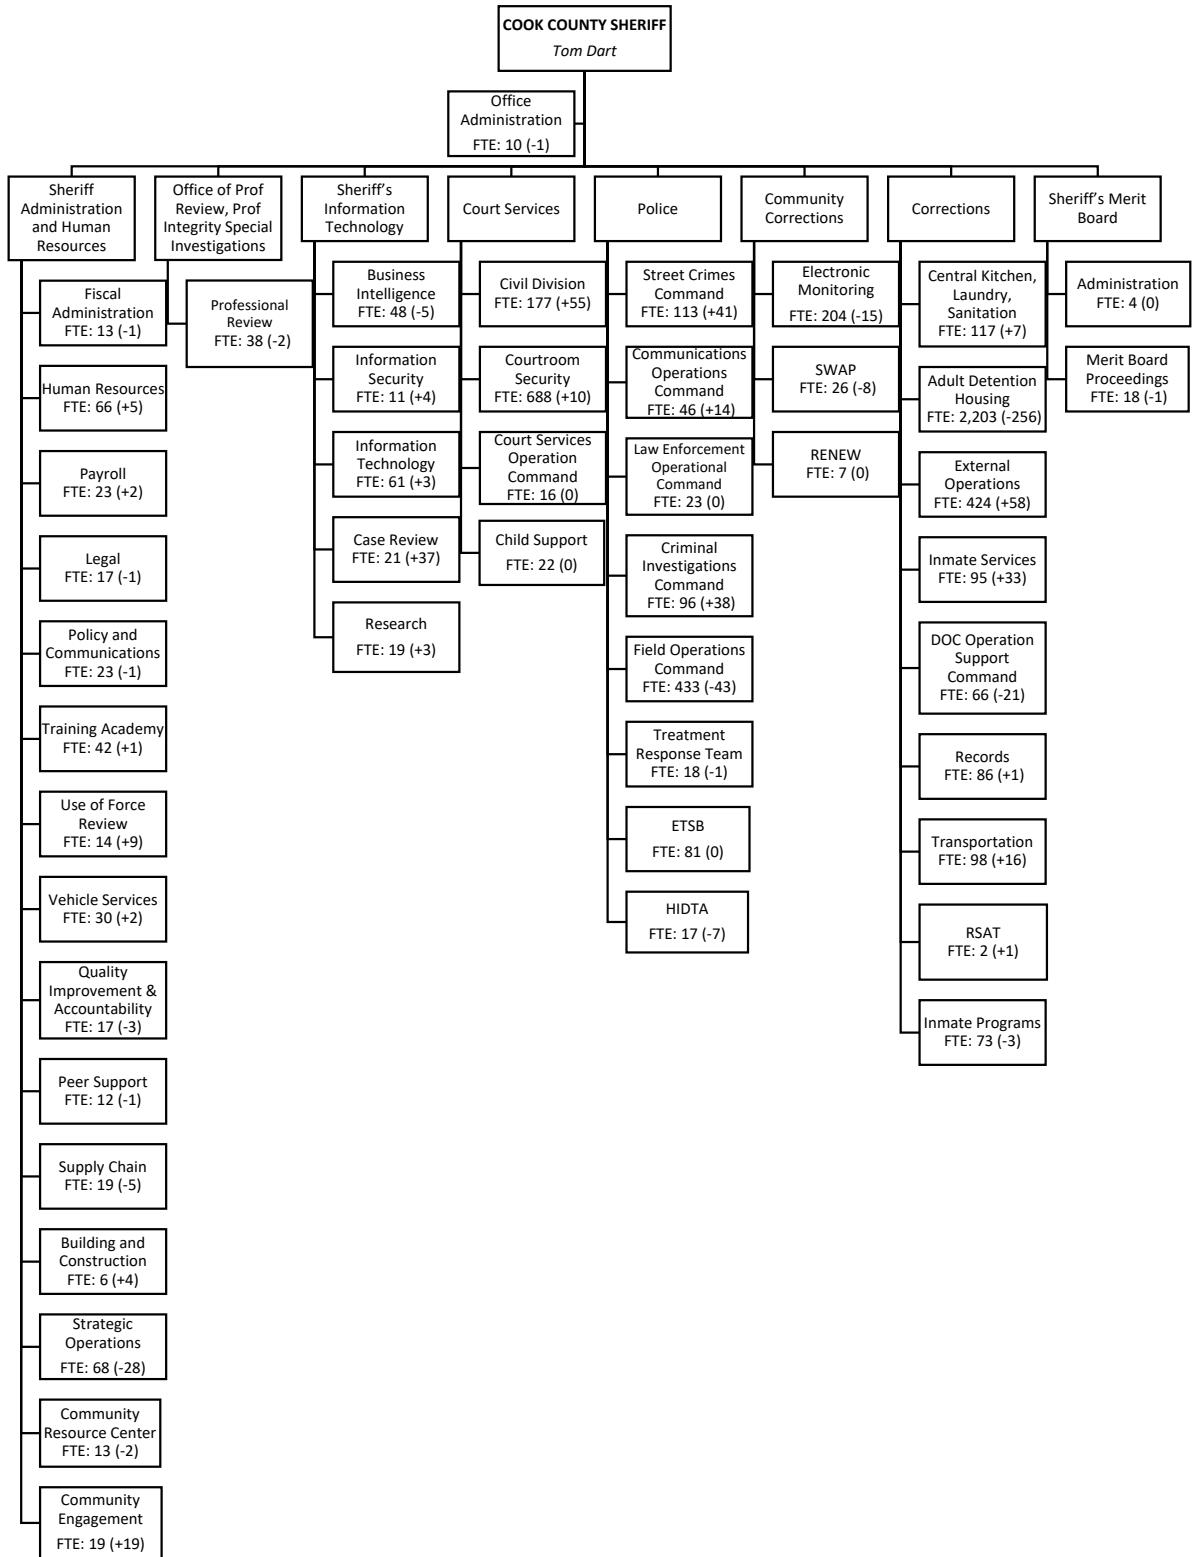 COOK COUNTY SHERIFF
Tom Dart
Office
Administration
FTE: 10 (-1)
Sheriff
Administration
and Human
Resources
Fiscal
Administration
FTE: 13 (-1)
Human Resources
FTE: 66 (+5)
Payroll
FTE: 23 (+2)
Legal
FTE: 17 (-1)
Policy and
Communications
FTE: 23 (-1)
Training Academy
FTE: 42 (+1)
Use of Force
Review
FTE: 14 (+9)
Vehicle Services
FTE: 30 (+2)
Quality
Improvement &
Accountability
FTE: 17 (-3)
Peer Support
FTE: 12 (-1)
Supply Chain
FTE: 19 (-5)
Building and
Construction
FTE: 6 (+4)
Strategic
Operations
FTE: 68 (-28)
Community
Resource Center
FTE: 13 (-2)
Community
Engagement
FTE: 19 (+19)
Office of Prof
Review, Prof
Integrity Special
Investigations
Professional
Review
FTE: 38 (-2)
Sheriff’s
Information
Technology
Business
Intelligence
FTE: 48 (-5)
Information
Security
FTE: 11 (+4)
Information
Technology
FTE: 61 (+3)
Case Review
FTE: 21 (+37)
Research
FTE: 19 (+3)
Court Services
Civil Division
FTE: 177 (+55)
Courtroom
Security
FTE: 688 (+10)
Court Services
Operation
Command
FTE: 16 (0)
Child Support
FTE: 22 (0)
Police
Street Crimes
Command
FTE: 113 (+41)
Communications
Operations
Command
FTE: 46 (+14)
Law Enforcement
Operational
Command
FTE: 23 (0)
Criminal
Investigations
Command
FTE: 96 (+38)
Field Operations
Command
FTE: 433 (-43)
Treatment
Response Team
FTE: 18 (-1)
ETSB
FTE: 81 (0)
HIDTA
FTE: 17 (-7)
Community
Corrections
Electronic
Monitoring
FTE: 204 (-15)
SWAP
FTE: 26 (-8)
RENEW
FTE: 7 (0)
Corrections
Central Kitchen,
Laundry,
Sanitation
FTE: 117 (+7)
Adult Detention
Housing
FTE: 2,203 (-256)
External
Operations
FTE: 424 (+58)
Inmate Services
FTE: 95 (+33)
DOC Operation
Support
Command
FTE: 66 (-21)
Records
FTE: 86 (+1)
Transportation
FTE: 98 (+16)
RSAT
FTE: 2 (+1)
Inmate Programs
FTE: 73 (-3)
Sheriff’s Merit
Board
Administration
FTE: 4 (0)
Merit Board
Proceedings
FTE: 18 (-1)